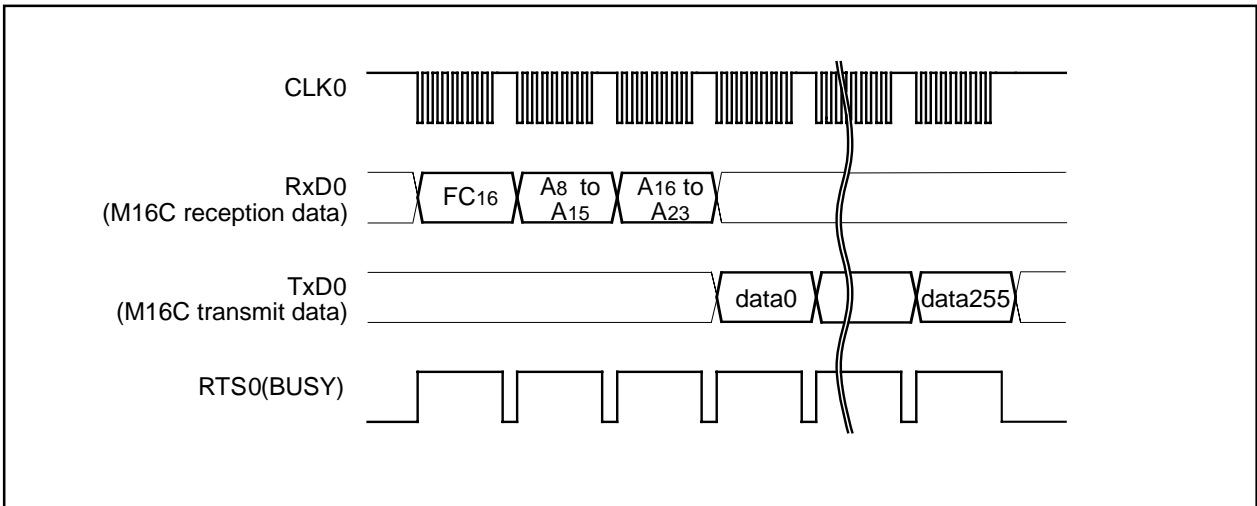 CLK0
RxD0
(M16C reception data)
FC16
A8 to
A15
A16 to
A23
TxD0
(M16C transmit data)
data0
data255
RTS0(BUSY)